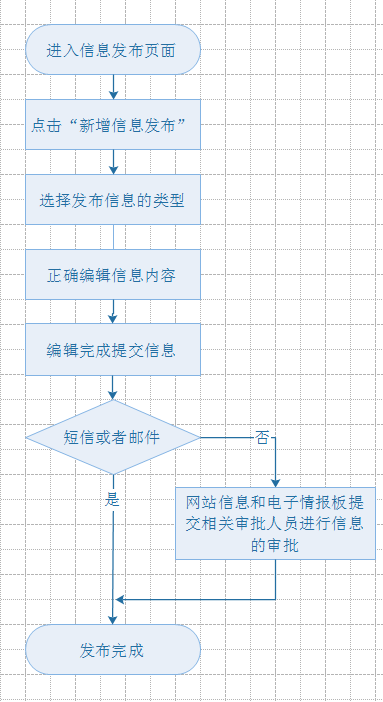 进入信息发布页面
点击“新增信息发布”
选择发布信息的类型
正确编辑信息内容
编辑完成提交信息
短信或者邮件
否
是
网站信息和电子情报板提
交相关审批人员进行信息
的审批
发布完成